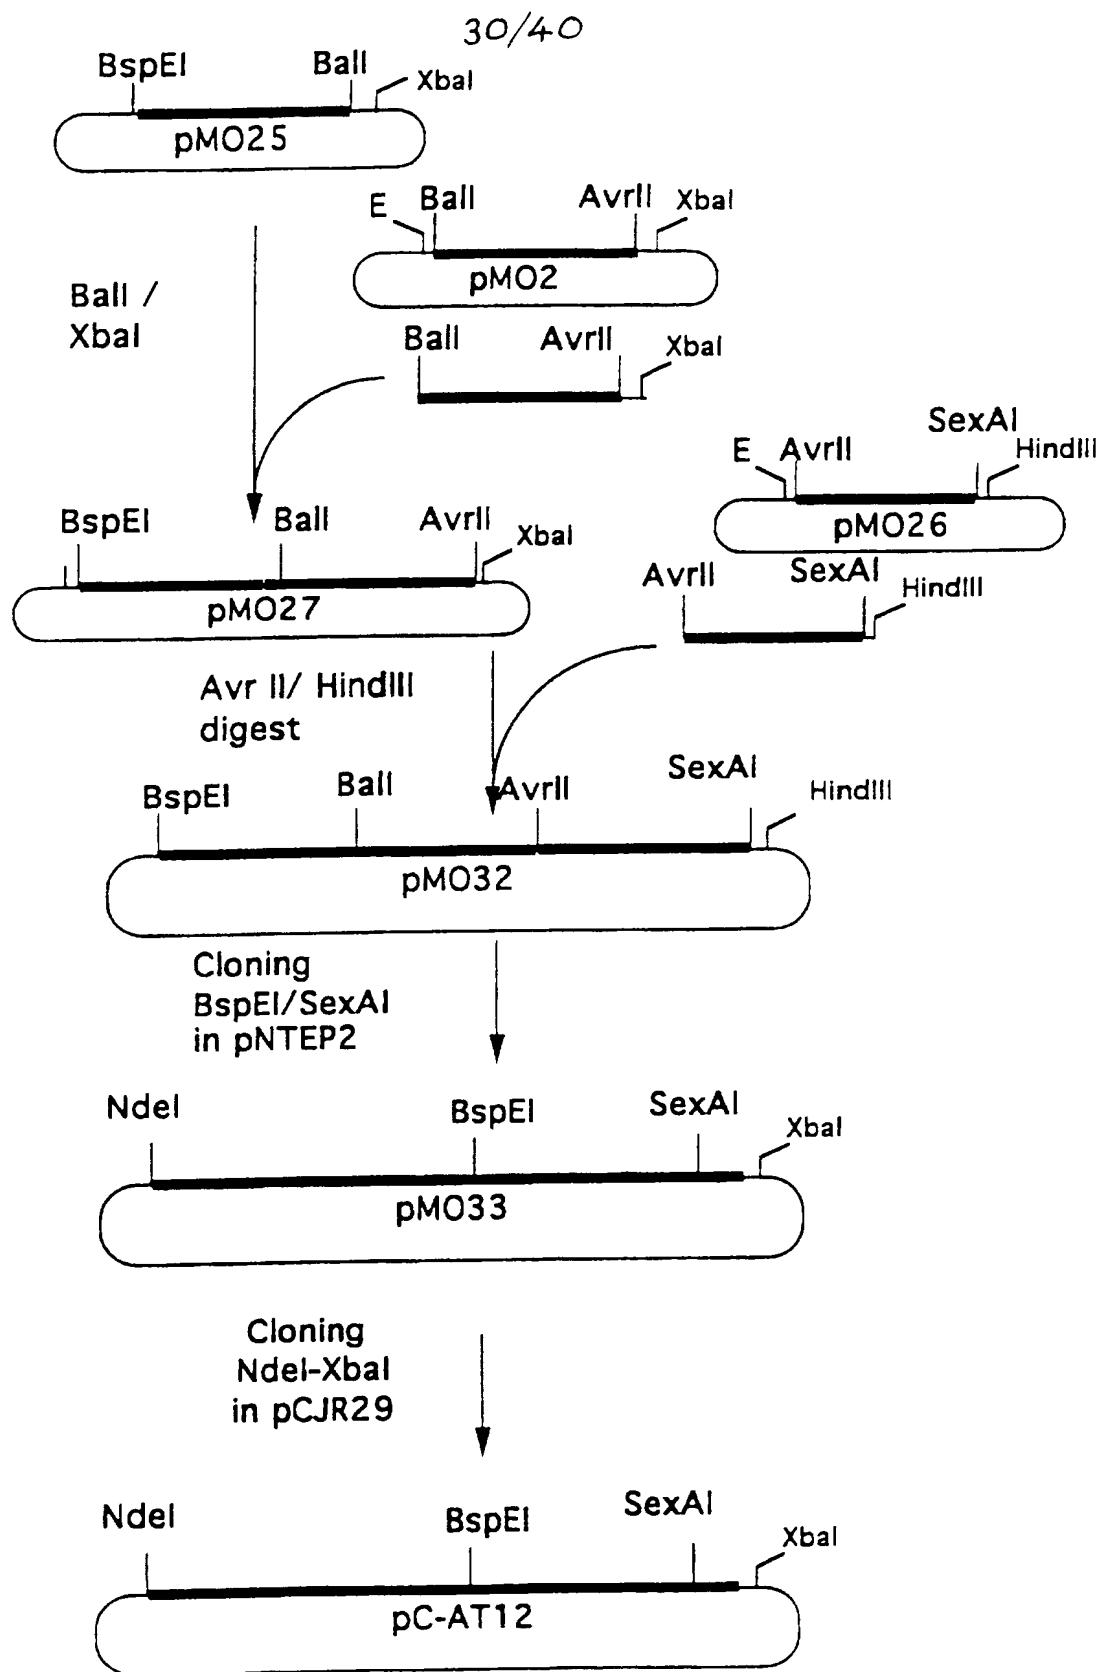 30/40
BspEI BalI XbaI
pMO25
E BalI AvrII XbaI
pMO2
BalI /
XbaI
BalI AvrII XbaI
E AvrII SexAI HindIII
pMO26
BspEI BalI AvrII XbaI
pMO27
AvrII SexAI HindIII
Avr II/ HindIII
digest
BspEI BalI AvrII SexAI HindIII
pMO32
Cloning
BspEI/SexAI
in pNTEP2
NdeI BspEI SexAI XbaI
pMO33
Cloning
NdeI-XbaI
in pCJR29
NdeI BspEI SexAI XbaI
pC-AT12